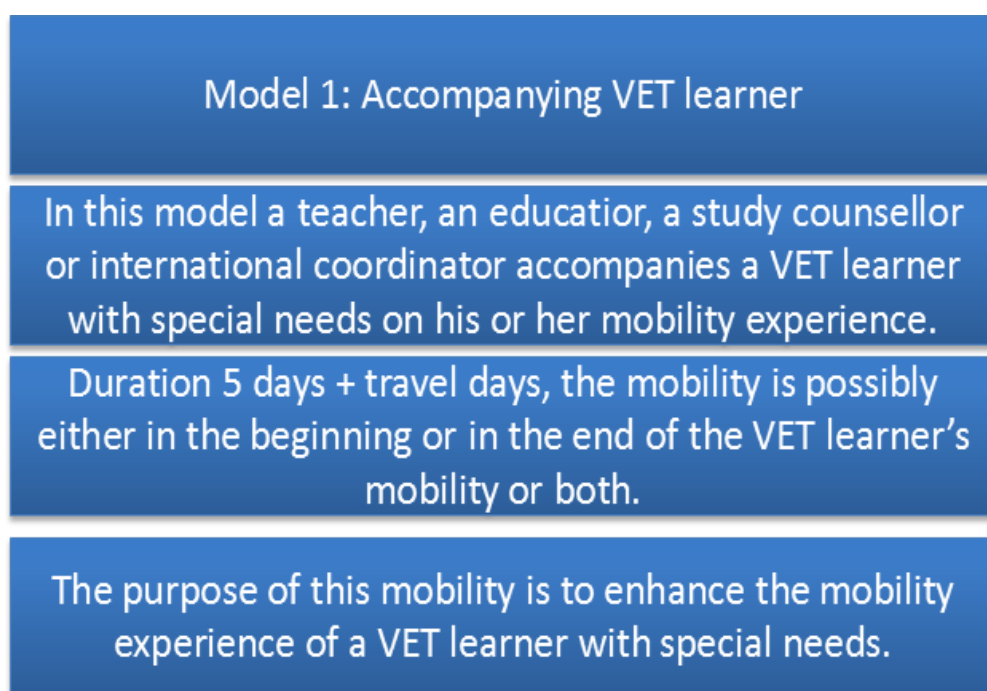 Model 1: Accompanying VET learner
In this model a teacher, an educatior, a study counsellor
or international coordinator accompanies a VET learner
with special needs on his or her mobility experience.
Duration 5 days + travel days, the mobility is possibly
either in the beginning or in the end of the VET learner’s
mobility or both.
The purpose of this mobility is to enhance the mobility
experience of a VET learner with special needs.